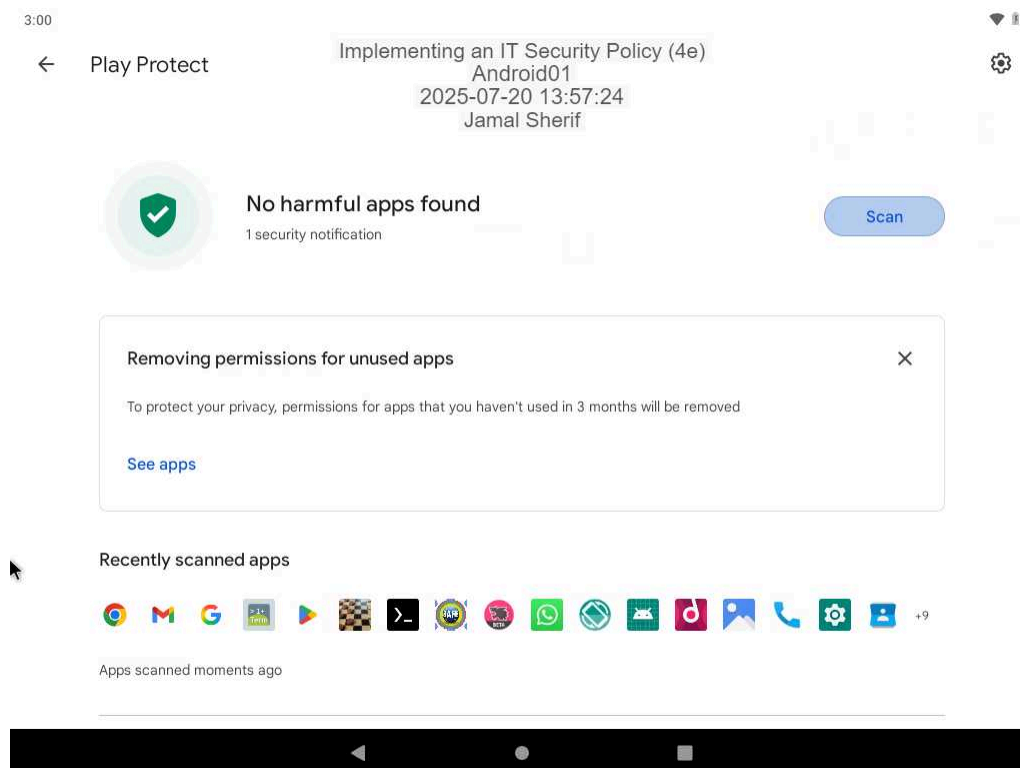 3:00
Play Protect
Implementing an IT Security Policy (4e)
Android01
2025-07-20 13:57:24
Jamal Sherif
No harmful apps found
1 security notification
Scan
Removing permissions for unused apps
To protect your privacy, permissions for apps that you haven't used in 3 months will be removed
See apps
Recently scanned apps
>_
BETA
+9
Apps scanned moments ago